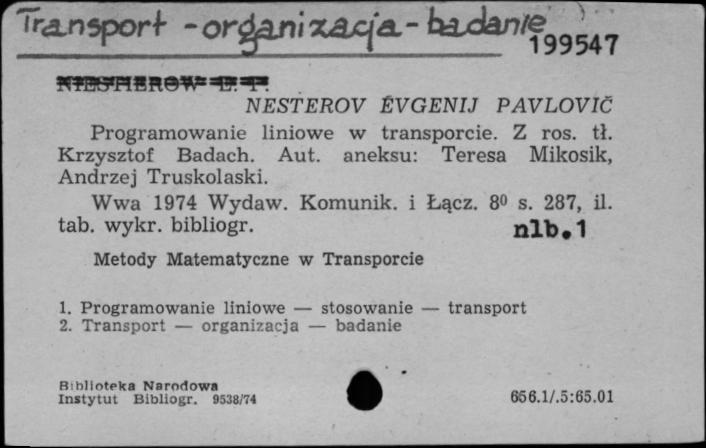 Transport - organizacja - badanie
199547
NIESTIEROW E. P.
NESTEROV ÈVGENIJ PAVLOVIČ
Programowanie liniowe w transporcie. Z ros. tł.
Krzysztof Badach. Aut. aneksu: Teresa Mikosik,
Andrzej Truskolaski.
Wwa 1974 Wydaw. Komunik. i Łącz. 8⁰ s. 287, il.
tab. wykr. bibliogr. nlb.1
Metody Matematyczne w Transporcie
1. Programowanie liniowe — stosowanie — transport
2. Transport — organizacja — badanie
Biblioteka Narodowa
Instytut Bibliogr. 9538/74
656.1/.5:65.01